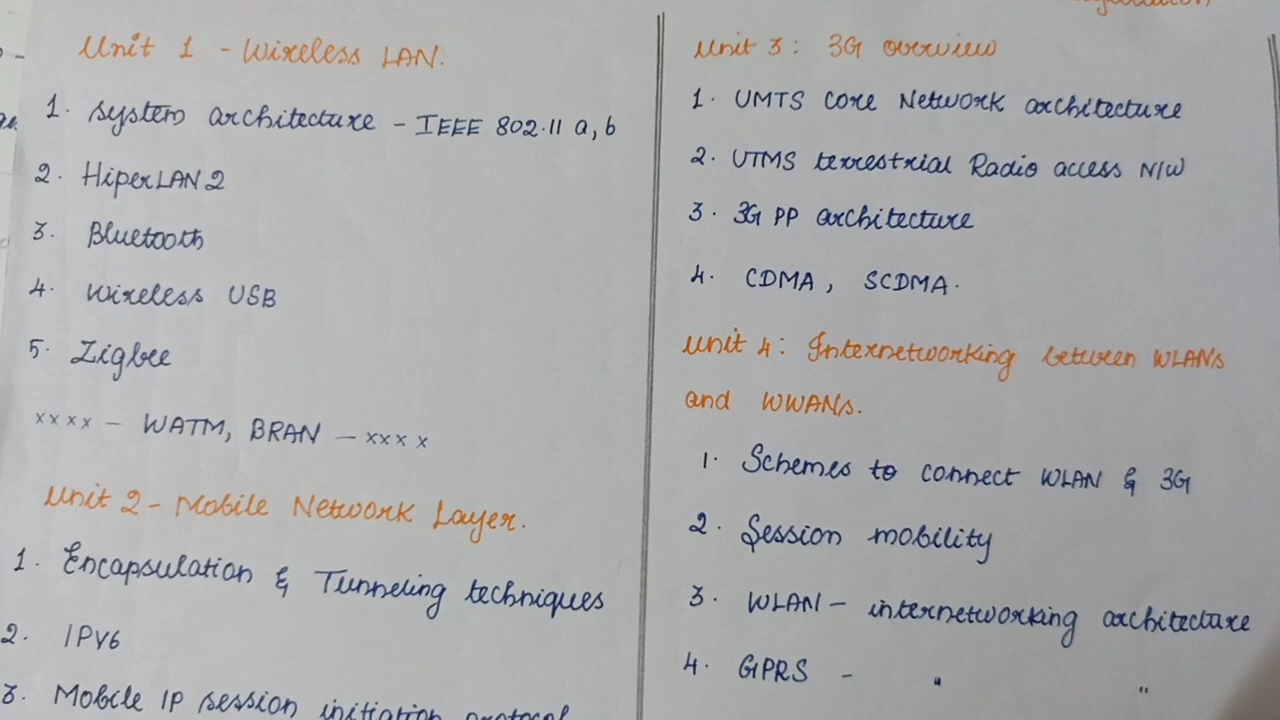 Unit 1 - Wireless LAN.
1. System architecture - IEEE 802.11 a, b
2. HiperLAN 2
3. Bluetooth
4. Wireless USB
5. Zigbee
xxxx - WATM, BRAN - xxxx
Unit 2 - Mobile Network Layer.
1. Encapsulation & Tunneling techniques
2. IPV6
3. Mobile IP session initiation protocol
Unit 3: 3G overview
1. UMTS Core Network architecture
2. UTMS terrestrial Radio access N/W
3. 3G PP architecture
4. CDMA, SCDMA.
Unit 4: Internetworking between WLANs
and WWANs.
1. Schemes to connect WLAN & 3G
2. Session mobility
3. WLAN - internetworking architecture
4. GPRS - " "